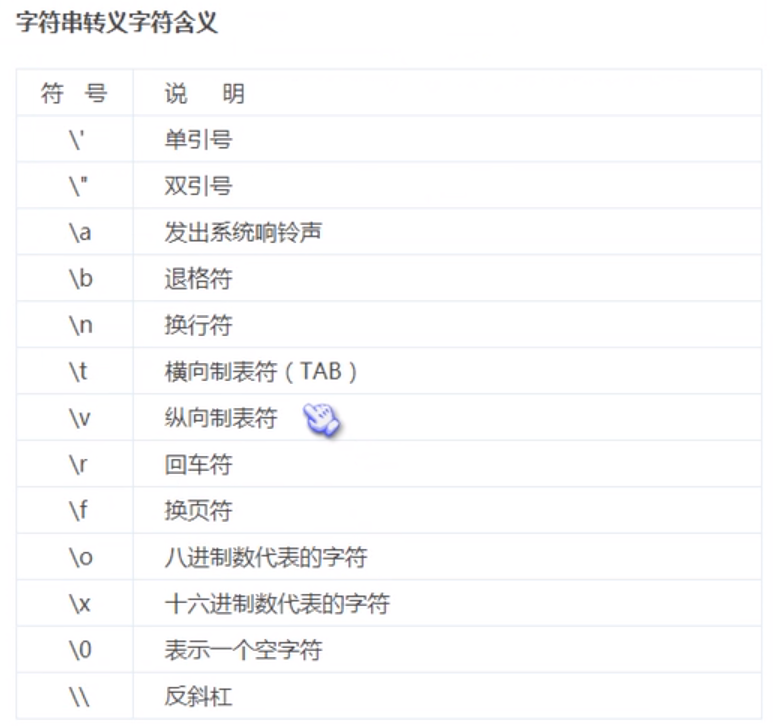 字符串转义字符含义
符 号 说 明
\' 单引号
\" 双引号
\a 发出系统响铃声
\b 退格符
\n 换行符
\t 横向制表符（TAB）
\v 纵向制表符
\r 回车符
\f 换页符
\o 八进制数代表的字符
\x 十六进制数代表的字符
\0 表示一个空字符
\\ 反斜杠